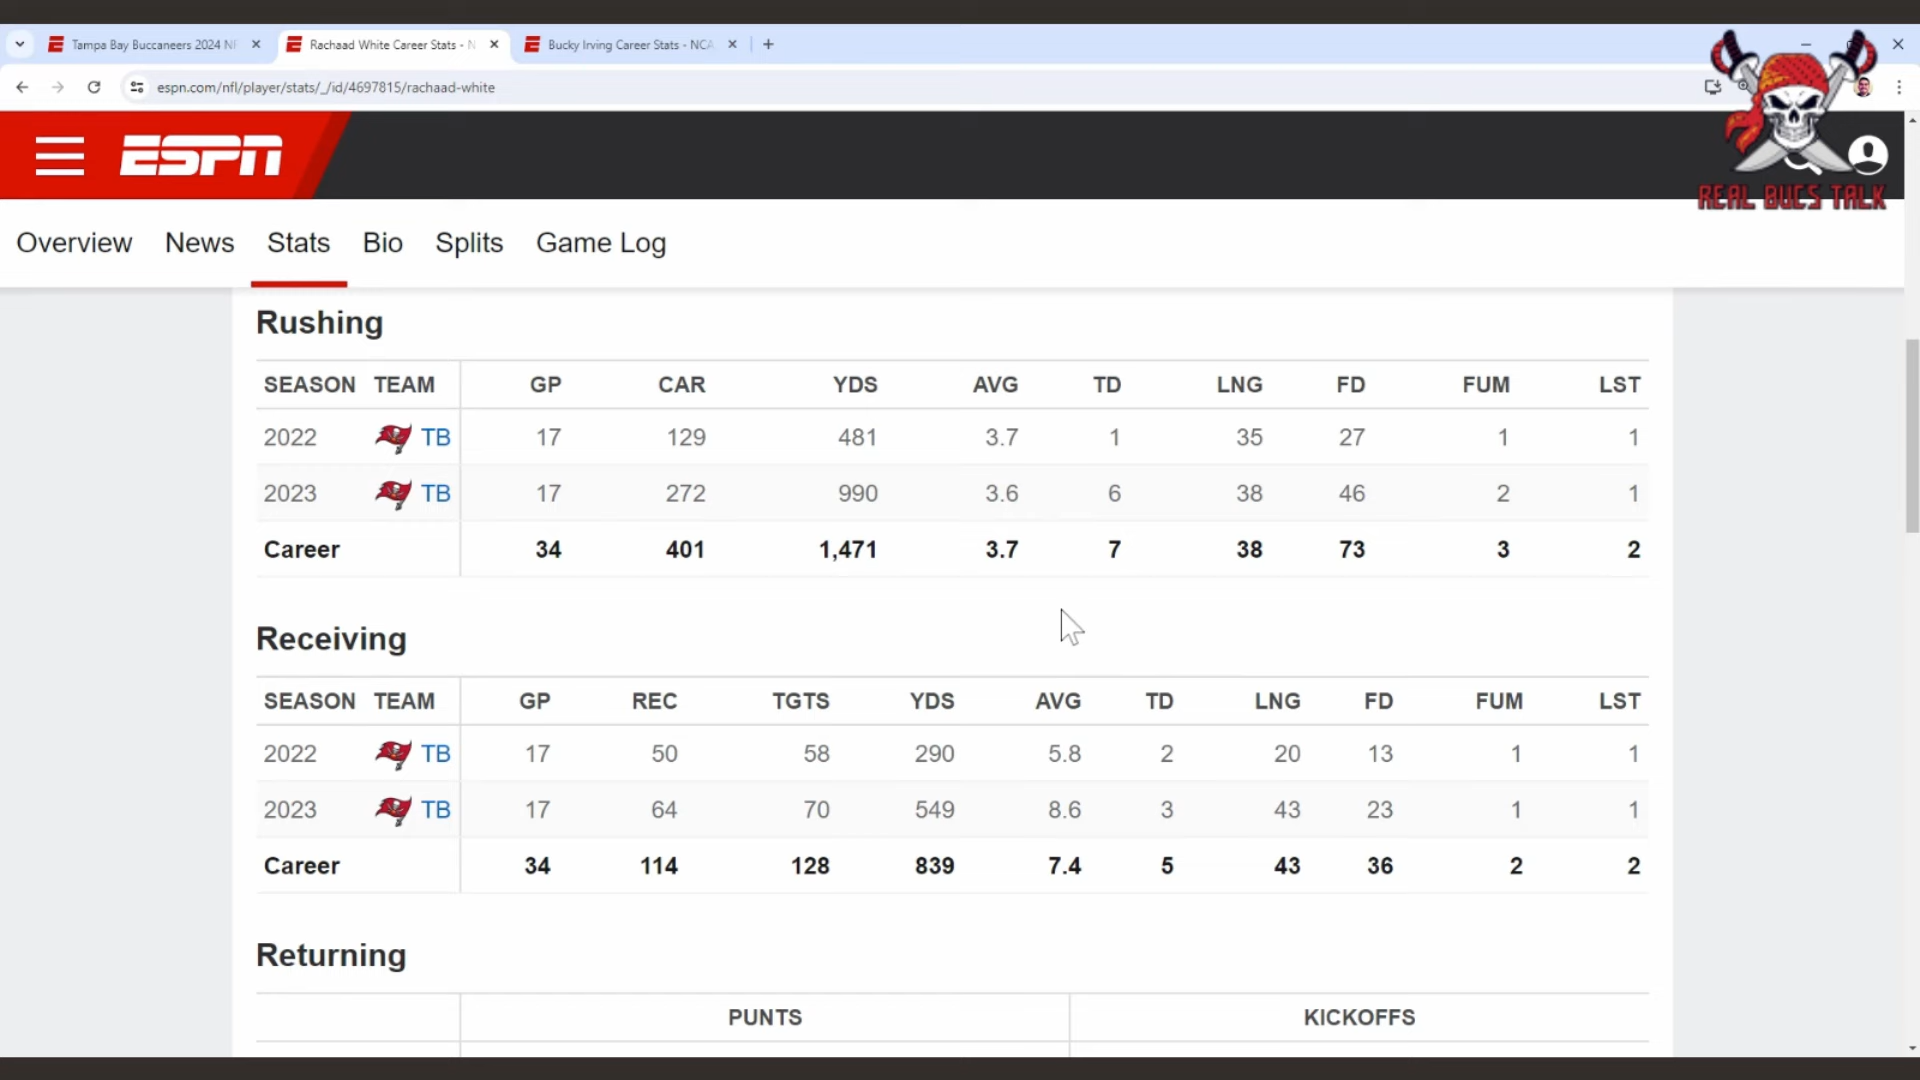 Tampa Bay Buccaneers 2024 NF
Rachaad White Career Stats - N
Bucky Irving Career Stats - NCA
espn.com/nfl/player/stats/_/id/4697815/rachaad-white
ESPN
REAL BUCS TALK
Overview News Stats Bio Splits Game Log
Rushing
SEASON TEAM GP CAR YDS AVG TD LNG FD FUM LST
2022 TB 17 129 481 3.7 1 35 27 1 1
2023 TB 17 272 990 3.6 6 38 46 2 1
Career 34 401 1,471 3.7 7 38 73 3 2
Receiving
SEASON TEAM GP REC TGTS YDS AVG TD LNG FD FUM LST
2022 TB 17 50 58 290 5.8 2 20 13 1 1
2023 TB 17 64 70 549 8.6 3 43 23 1 1
Career 34 114 128 839 7.4 5 43 36 2 2
Returning
PUNTS KICKOFFS